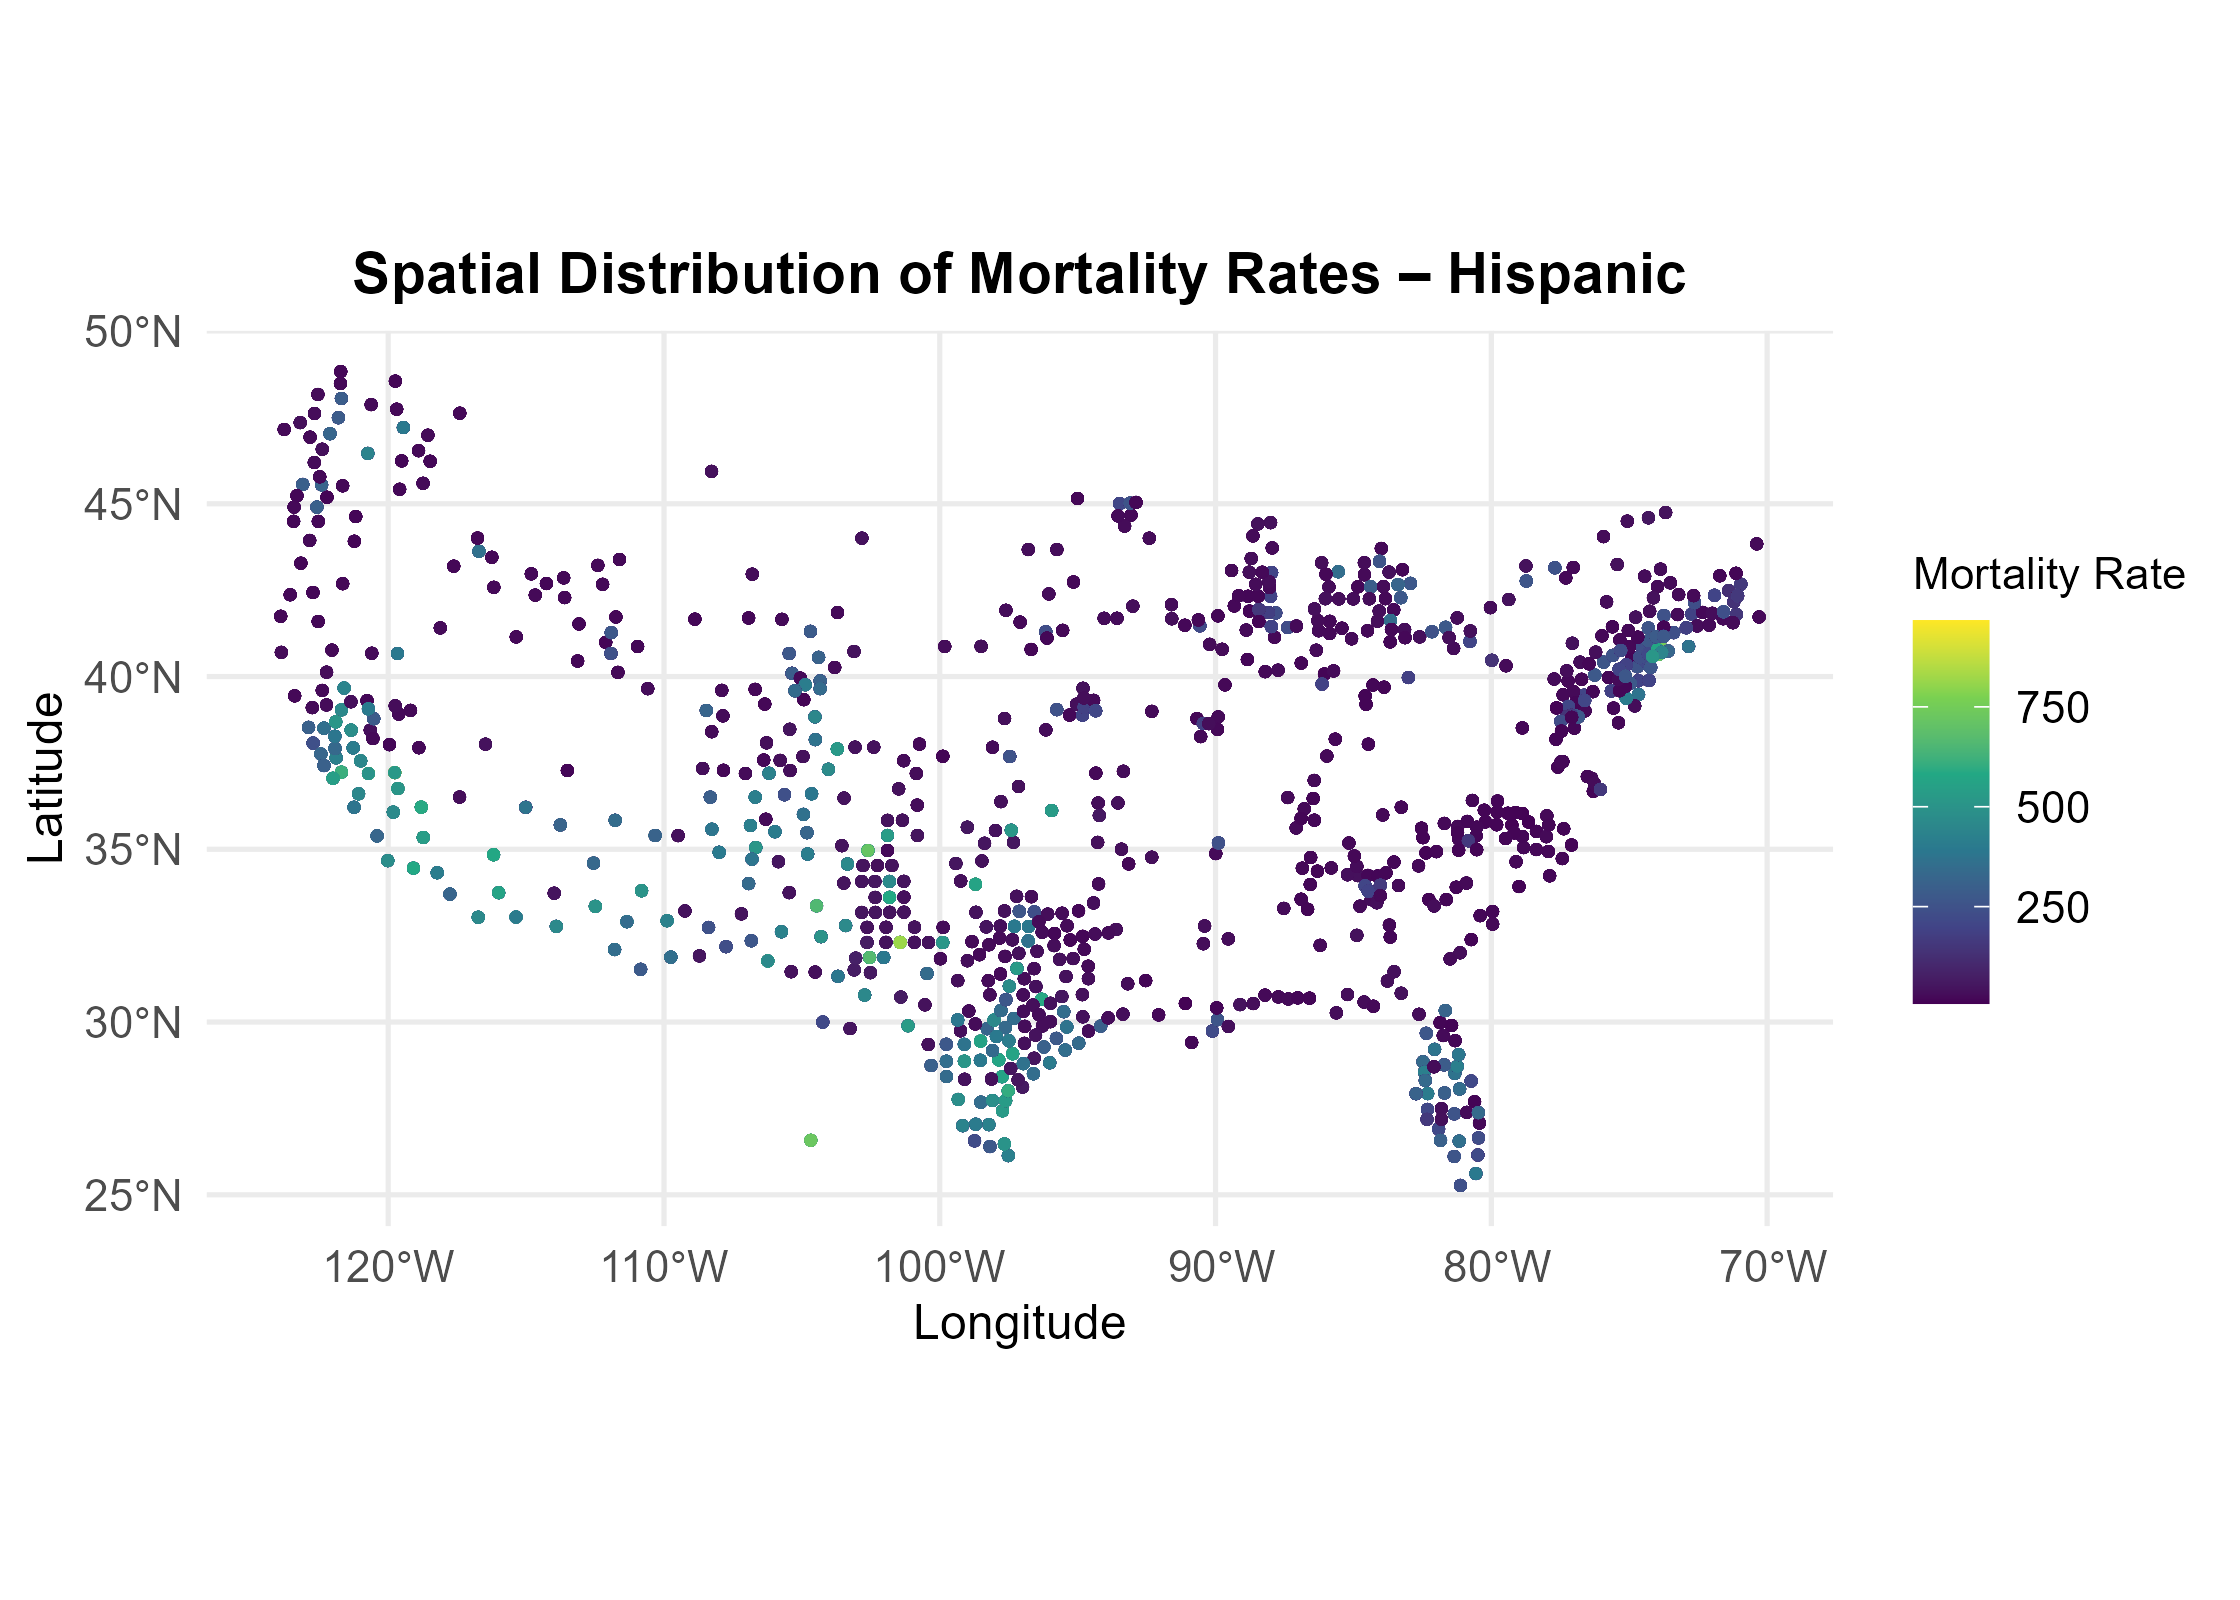 Spatial Distribution of Mortality Rates – Hispanic
50°N
45°N
40°N
35°N
30°N
25°N
120°W 110°W 100°W 90°W 80°W 70°W
Longitude
Latitude
Mortality Rate
750
500
250